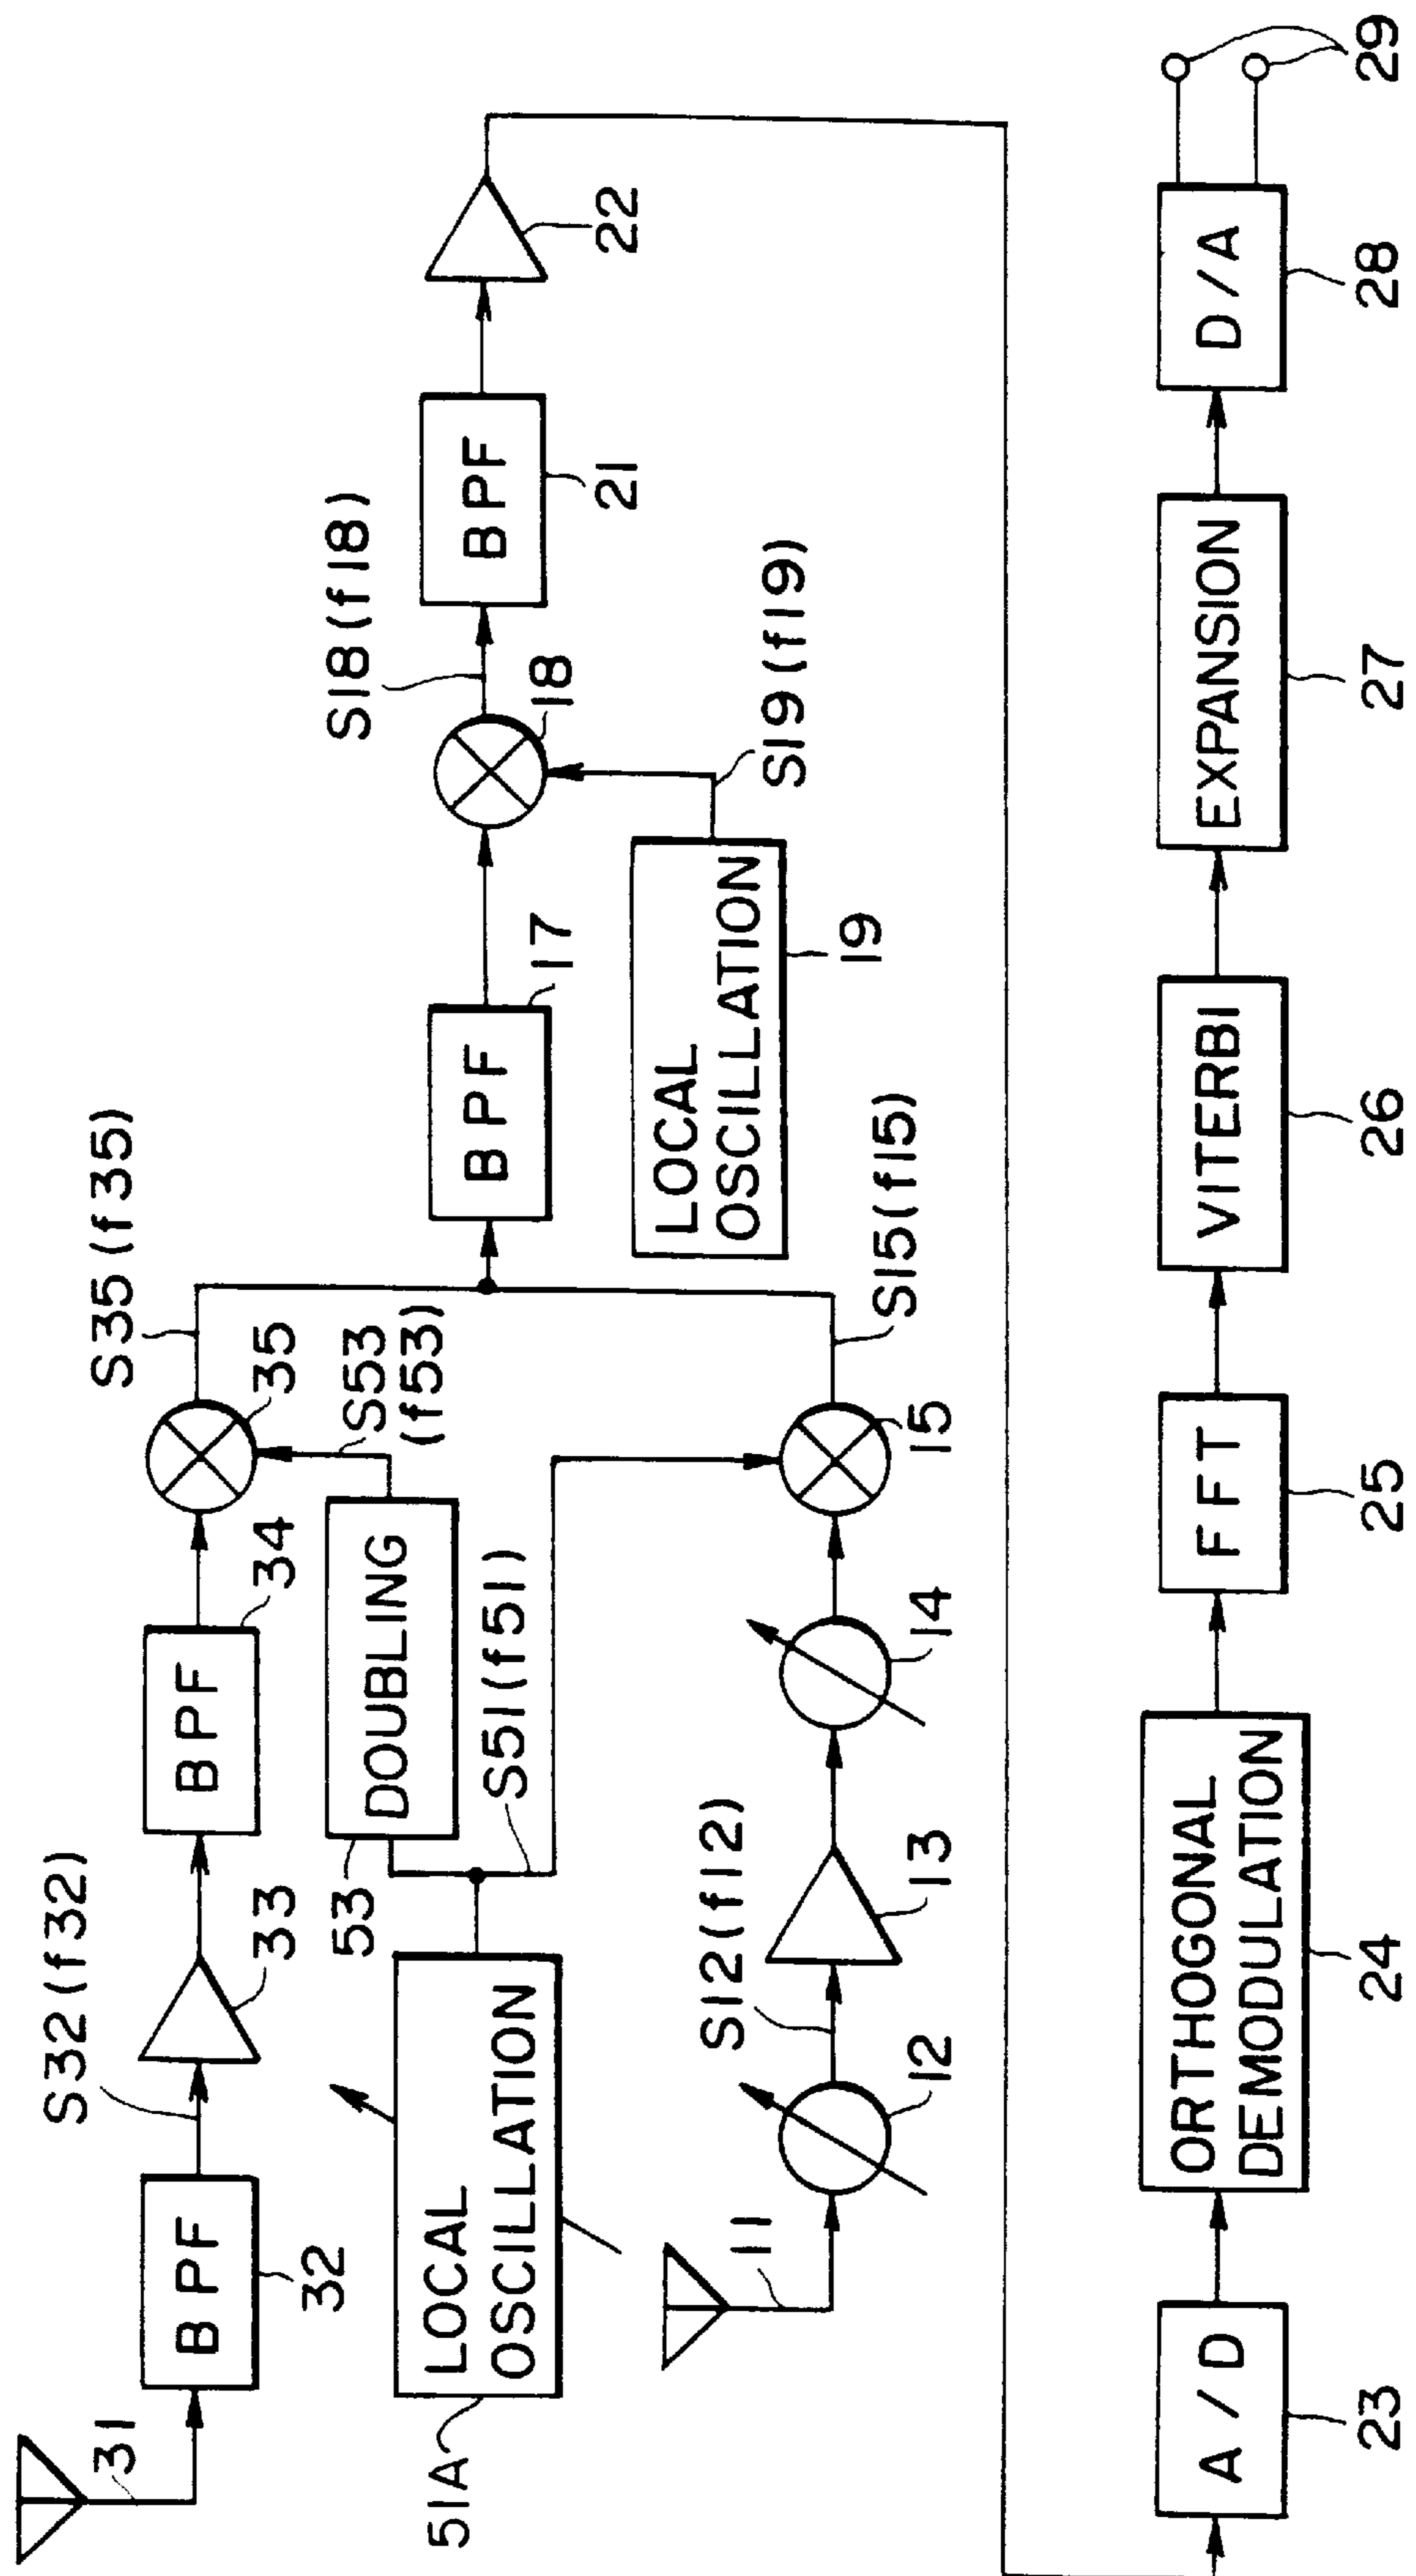 31
BPF
32
S32(f32)
33
BPF
34
35
S35(f35)
S53
(f53)
DOUBLING
53
S51(f51)
LOCAL
OSCILLATION
51A
11
12
S12(f12)
13
14
15
S15(f15)
BPF
17
18
S18(f18)
LOCAL
OSCILLATION
19
S19(f19)
BPF
21
22
A/D
23
ORTHOGONAL
DEMODULATION
24
FFT
25
VITERBI
26
EXPANSION
27
D/A
28
29